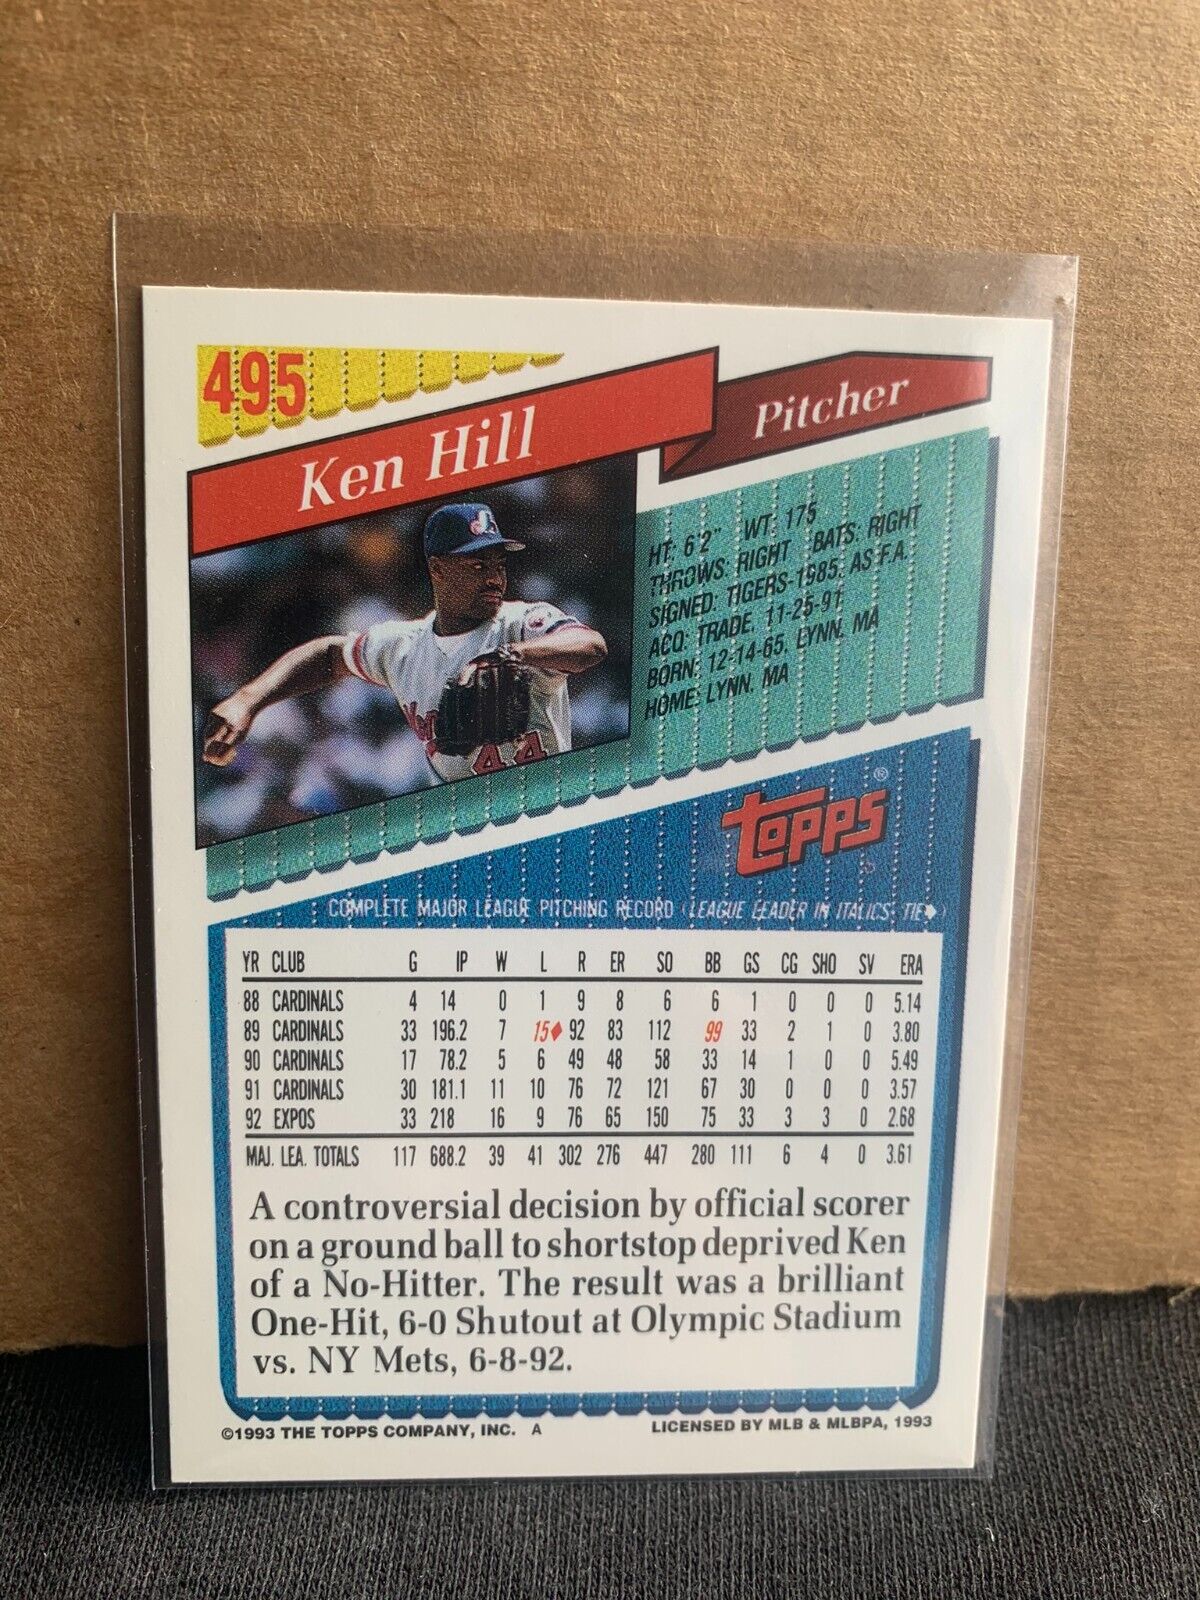 495
Ken Hill
Pitcher
HT: 6'2" WT: 175
THROWS: RIGHT BATS: RIGHT
SIGNED: TIGERS-1985, AS F.A.
ACQ: TRADE, 11-25-91
BORN: 12-14-65, LYNN, MA
HOME: LYNN, MA
44
TOPPS®
COMPLETE MAJOR LEAGUE PITCHING RECORD (LEAGUE LEADER IN ITALICS, TIE♦)
YR CLUB G IP W L R ER SO BB GS CG SHO SV ERA
88 CARDINALS 4 14 0 1 9 8 6 6 1 0 0 0 5.14
89 CARDINALS 33 196.2 7 15♦ 92 83 112 99 33 2 1 0 3.80
90 CARDINALS 17 78.2 5 6 49 48 58 33 14 1 0 0 5.49
91 CARDINALS 30 181.1 11 10 76 72 121 67 30 0 0 0 3.57
92 EXPOS 33 218 16 9 76 65 150 75 33 3 3 0 2.68
MAJ. LEA. TOTALS 117 688.2 39 41 302 276 447 280 111 6 4 0 3.61
A controversial decision by official scorer
on a ground ball to shortstop deprived Ken
of a No-Hitter. The result was a brilliant
One-Hit, 6-0 Shutout at Olympic Stadium
vs. NY Mets, 6-8-92.
©1993 THE TOPPS COMPANY, INC. A LICENSED BY MLB & MLBPA, 1993